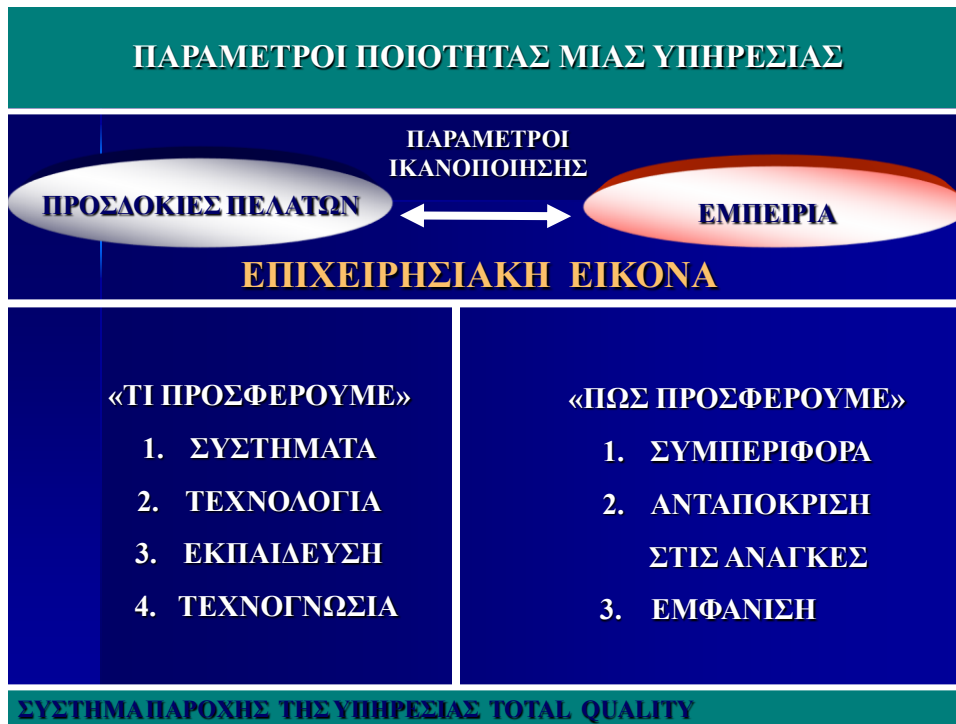 ΠΑΡΑΜΕΤΡΟΙ ΠΟΙΟΤΗΤΑΣ ΜΙΑΣ ΥΠΗΡΕΣΙΑΣ
ΠΑΡΑΜΕΤΡΟΙ
ΙΚΑΝΟΠΟΙΗΣΗΣ
ΠΡΟΣΔΟΚΙΕΣ ΠΕΛΑΤΩΝ
ΕΜΠΕΙΡΙΑ
ΕΠΙΧΕΙΡΗΣΙΑΚΗ ΕΙΚΟΝΑ
«ΤΙ ΠΡΟΣΦΕΡΟΥΜΕ»
1. ΣΥΣΤΗΜΑΤΑ
2. ΤΕΧΝΟΛΟΓΙΑ
3. ΕΚΠΑΙΔΕΥΣΗ
4. ΤΕΧΝΟΓΝΩΣΙΑ
«ΠΩΣ ΠΡΟΣΦΕΡΟΥΜΕ»
1. ΣΥΜΠΕΡΙΦΟΡΑ
2. ΑΝΤΑΠΟΚΡΙΣΗ
ΣΤΙΣ ΑΝΑΓΚΕΣ
3. ΕΜΦΑΝΙΣΗ
ΣΥΣΤΗΜΑ ΠΑΡΟΧΗΣ ΤΗΣ ΥΠΗΡΕΣΙΑΣ TOTAL QUALITY